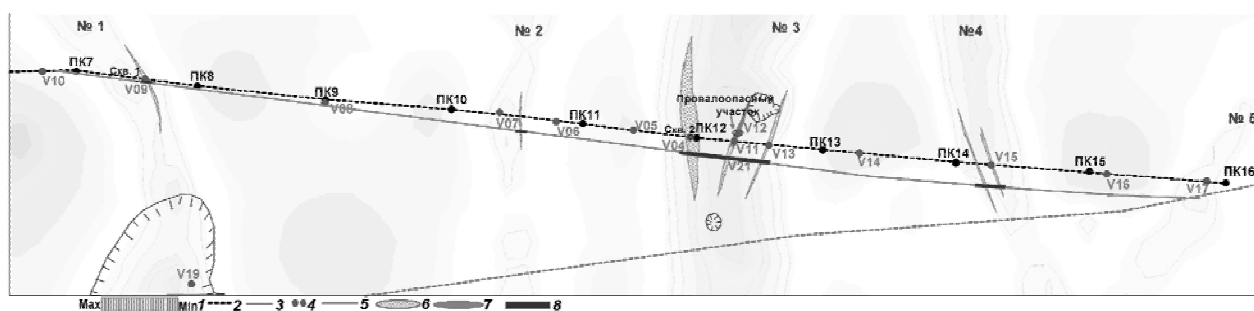 № 1
№ 2
№ 3
№4
№ 5
V10
ПК7
Скв. 1
V09
ПК8
ПК9
V08
ПК10
V07
V06
ПК11
V05
Провалоопасный
участок
Скв. 2
ПК12
V04
V12
V11
V21
V13
ПК13
V14
ПК14
V15
ПК15
V16
V17
ПК16
V19
Max Min 1 2 3 4 5 6 7 8